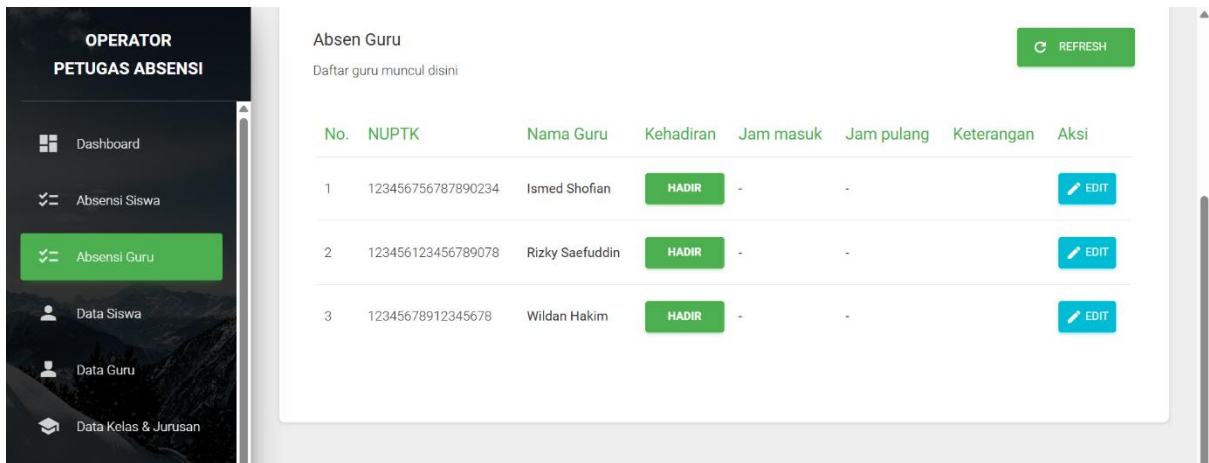 OPERATOR
PETUGAS ABSENSI
Dashboard
Absensi Siswa
Absensi Guru
Data Siswa
Data Guru
Data Kelas & Jurusan
Absen Guru
Daftar guru muncul disini
REFRESH
No. NUPTK Nama Guru Kehadiran Jam masuk Jam pulang Keterangan Aksi
1 123456756787890234 Ismed Shofian HADIR - - EDIT
2 123456123456789078 Rizky Saefuddin HADIR - - EDIT
3 12345678912345678 Wildan Hakim HADIR - - EDIT